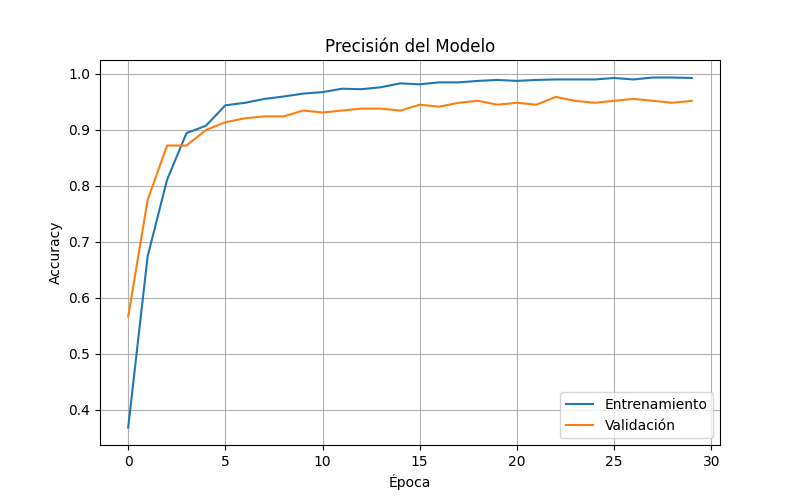 Precisión del Modelo
1.0
0.9
0.8
0.7
0.6
0.5
0.4
Accuracy
Entrenamiento
Validación
0 5 10 15 20 25 30
Época